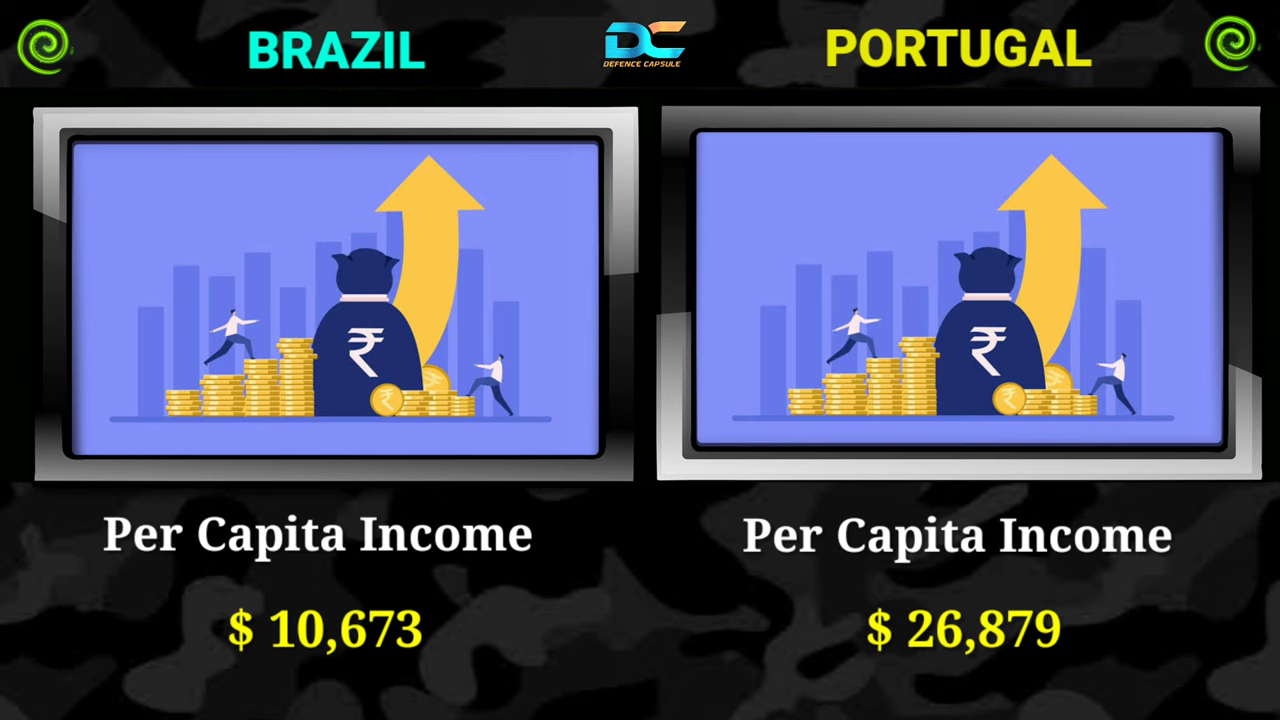 BRAZIL
DC
DEFENCE CAPSULE
PORTUGAL
₹
₹
₹
₹
₹
₹
Per Capita Income
Per Capita Income
$ 10,673
$ 26,879